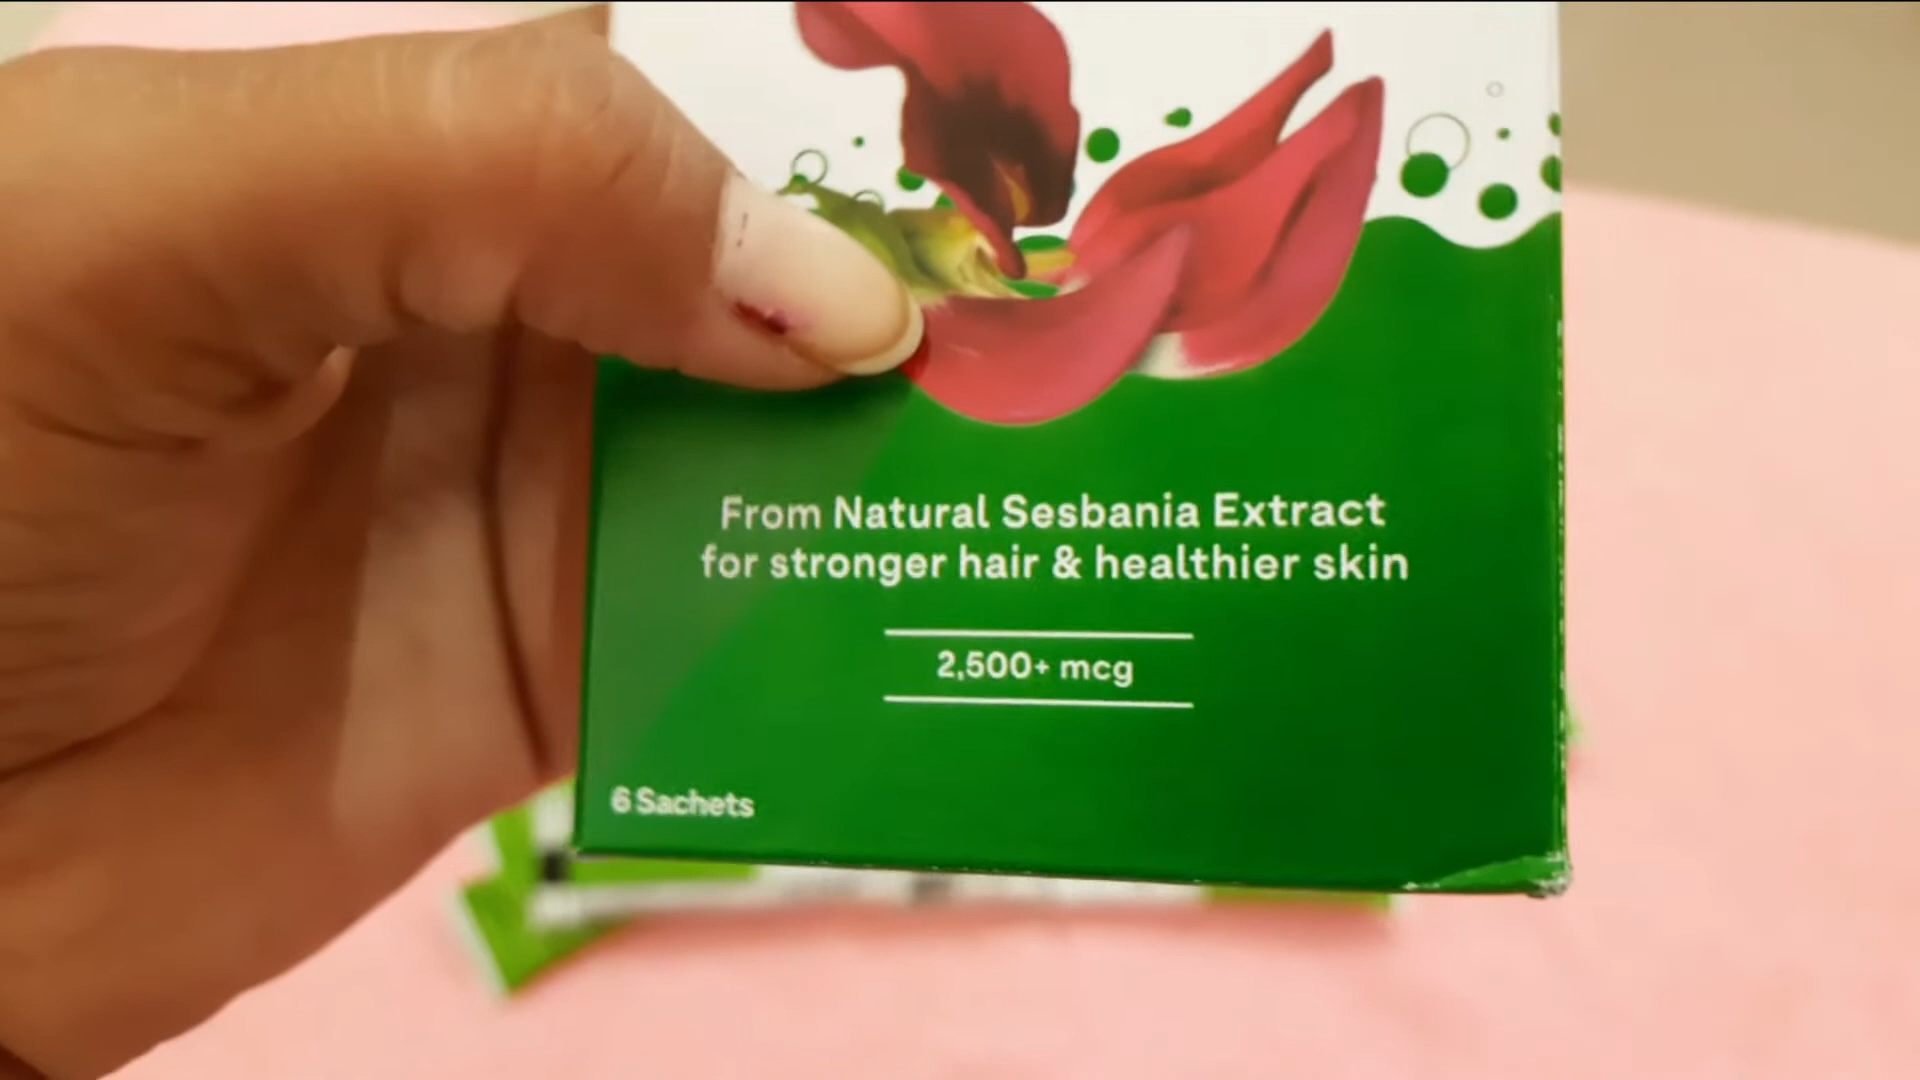 From Natural Sesbania Extract
for stronger hair & healthier skin
2,500+ mcg
6 Sachets